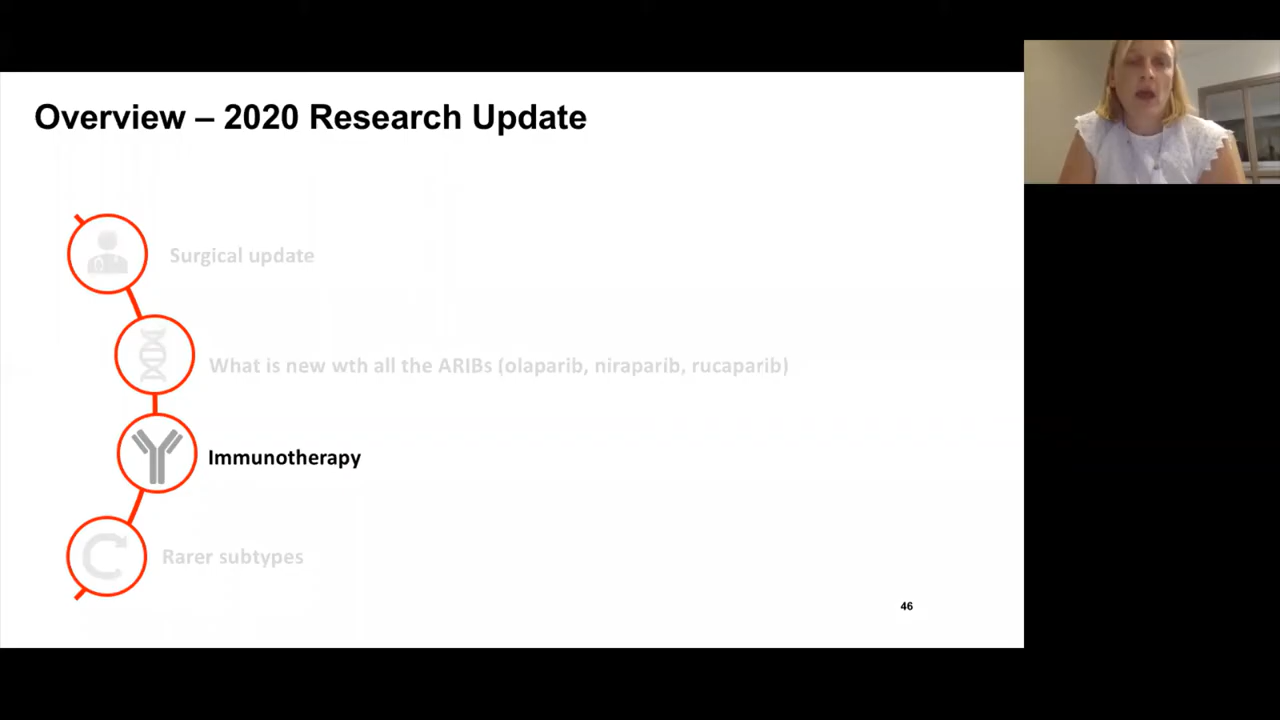 Overview – 2020 Research Update
Surgical update
What is new wth all the ARIBs (olaparib, niraparib, rucaparib)
Immunotherapy
Rarer subtypes
46